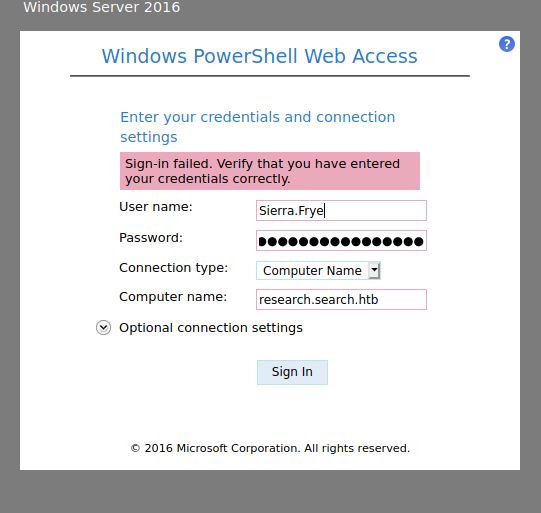 Windows Server 2016
?
Windows PowerShell Web Access
Enter your credentials and connection
settings
Sign-in failed. Verify that you have entered
your credentials correctly.
User name: Sierra.Frye
Password: ●●●●●●●●●●●●●●●
Connection type: Computer Name
Computer name: research.search.htb
Optional connection settings
Sign In
© 2016 Microsoft Corporation. All rights reserved.